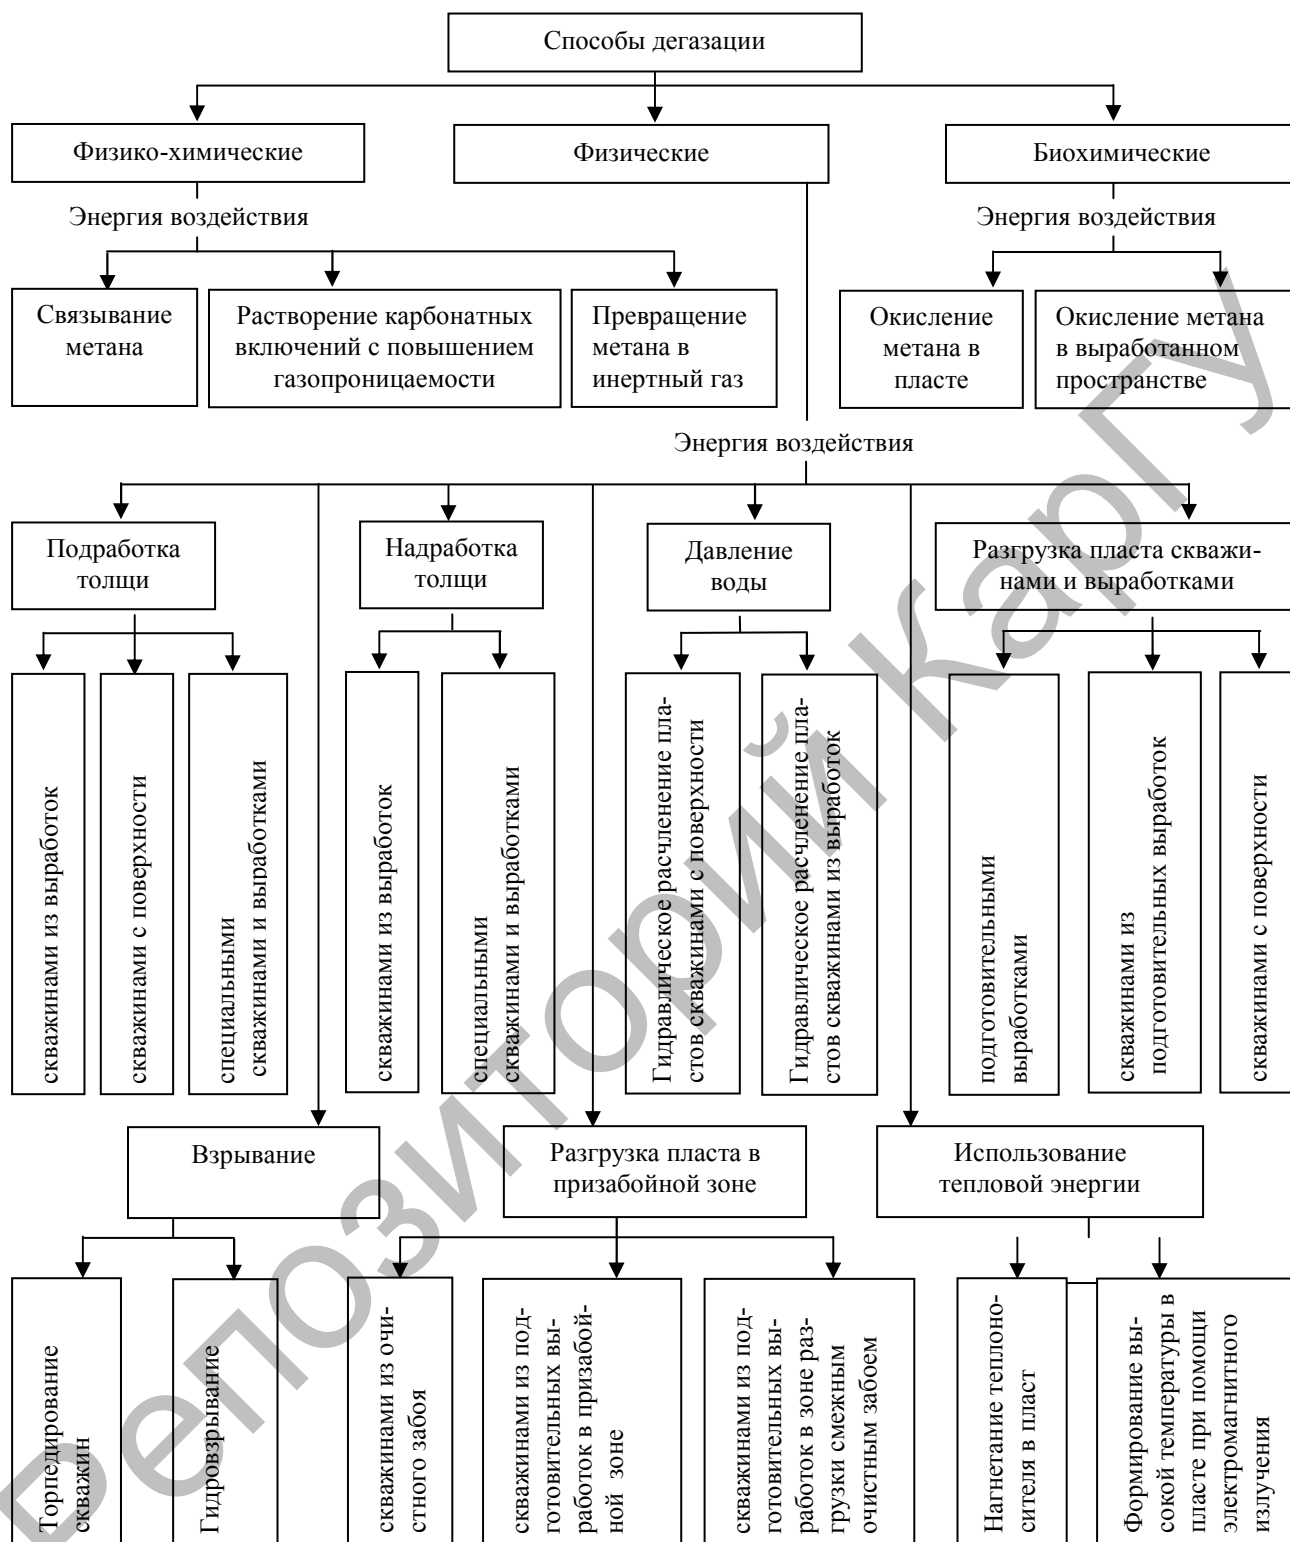 Способы дегазации
Физико-химические
Физические
Биохимические
Энергия воздействия
Энергия воздействия
Связывание
метана
Растворение карбонатных
включений с повышением
газопроницаемости
Превращение
метана в
инертный газ
Окисление
метана в
пласте
Окисление метана
в выработанном
пространстве
Энергия воздействия
Подработка
толщи
Надработка
толщи
Давление
воды
Разгрузка пласта скважи-
нами и выработками
скважинами из выработок
скважинами с поверхности
специальными
скважинами и выработками
скважинами из выработок
специальными
скважинами и выработками
Гидравлическое расчленение пла-
стов скважинами с поверхности
Гидравлическое расчленение пла-
стов скважинами из выработок
подготовительными
выработками
скважинами из
подготовительных выработок
скважинами с поверхности
Взрывание
Разгрузка пласта в
призабойной зоне
Использование
тепловой энергии
Торпедирование
скважин
Гидровзрывание
скважинами из очи-
стного забоя
скважинами из под-
готовительных вы-
работок в призабой-
ной зоне
скважинами из под-
готовительных вы-
работок в зоне раз-
грузки смежным
очистным забоем
Нагнетание теплоно-
сителя в пласт
Формирование вы-
сокой температуры в
пласте при помощи
электромагнитного
излучения
Репозиторий КарГУ